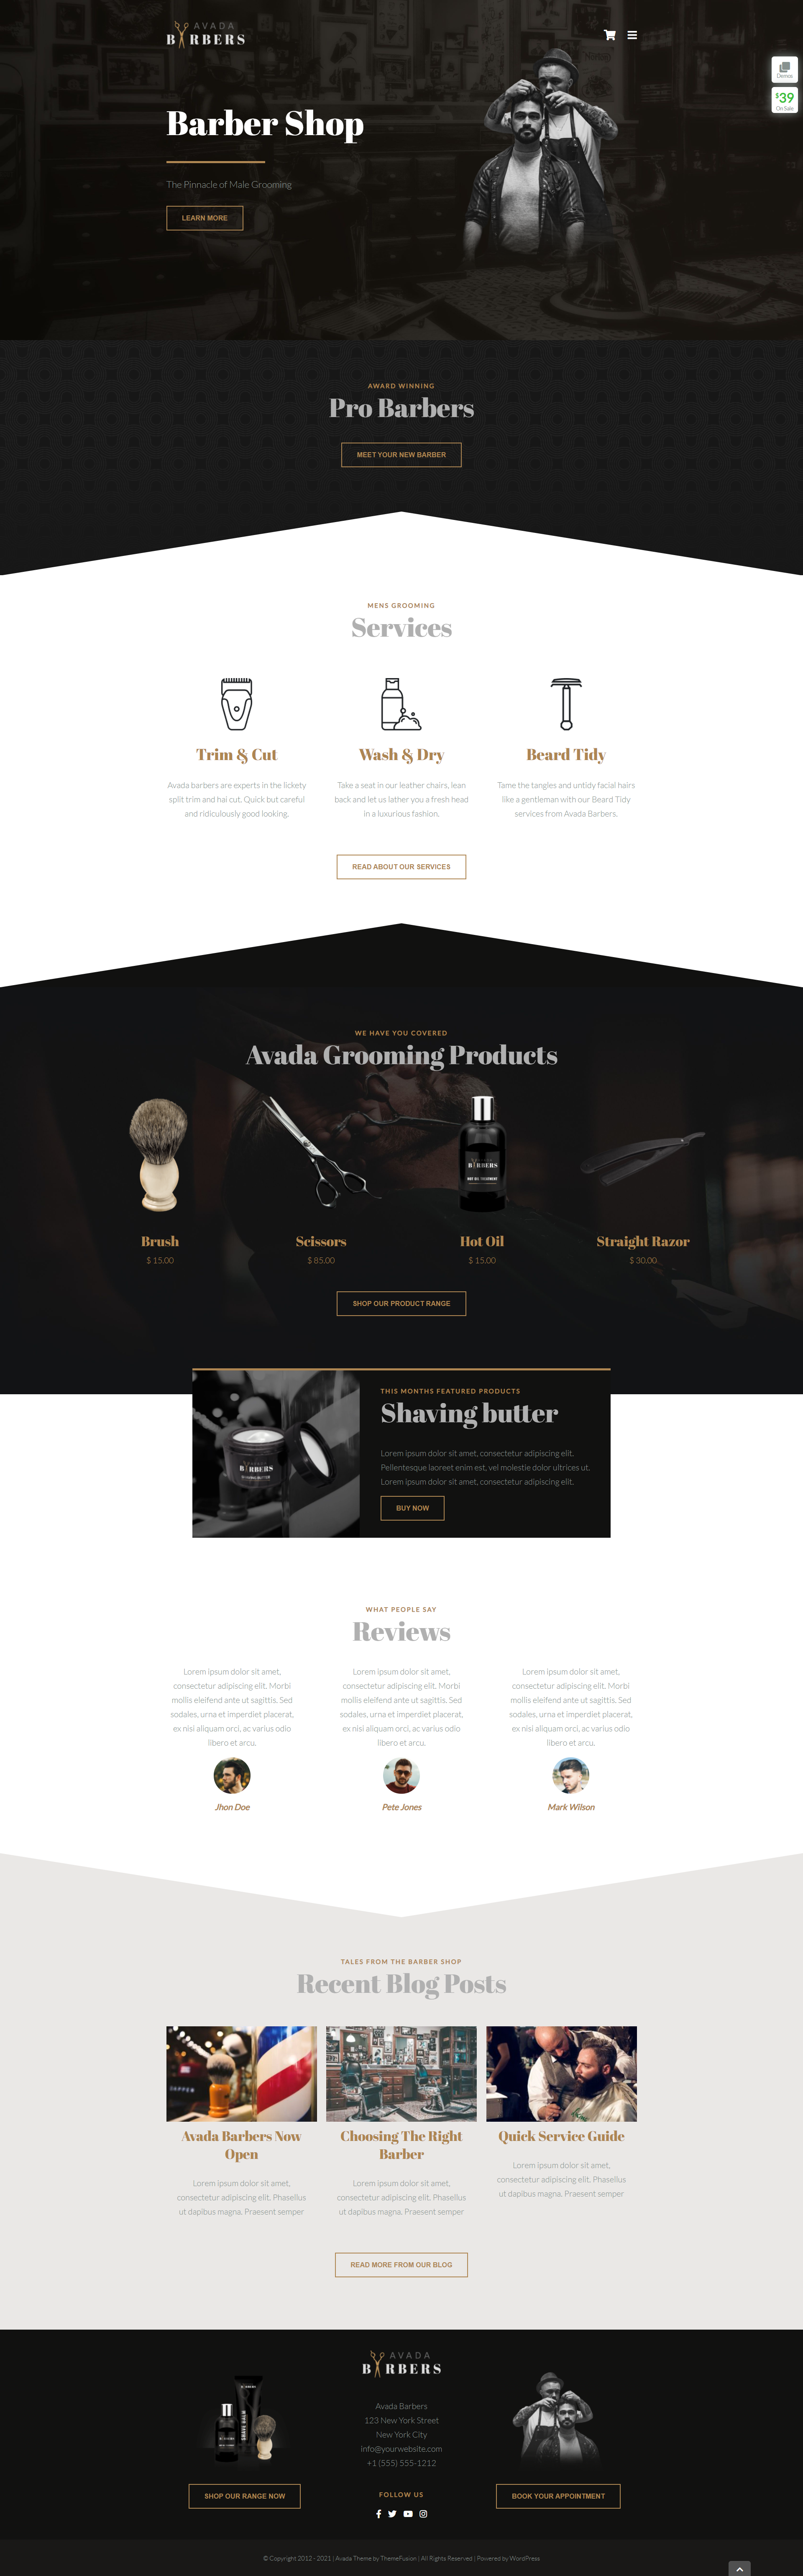 AVADA
BARBERS
Demos
$39
On Sale
Barber Shop
The Pinnacle of Male Grooming
LEARN MORE
AWARD WINNING
Pro Barbers
MEET YOUR NEW BARBER
MENS GROOMING
Services
Trim & Cut
Avada barbers are experts in the lickety
split trim and hai cut. Quick but careful
and ridiculously good looking.
Wash & Dry
Take a seat in our leather chairs, lean
back and let us lather you a fresh head
in a luxurious fashion.
Beard Tidy
Tame the tangles and untidy facial hairs
like a gentleman with our Beard Tidy
services from Avada Barbers.
READ ABOUT OUR SERVICES
WE HAVE YOU COVERED
Avada Grooming Products
BARBERS
HOT OIL TREATMENT
Brush
$ 15.00
Scissors
$ 85.00
Hot Oil
$ 15.00
Straight Razor
$ 30.00
SHOP OUR PRODUCT RANGE
BARBERS
SHAVING BUTTER
THIS MONTHS FEATURED PRODUCTS
Shaving butter
Lorem ipsum dolor sit amet, consectetur adipiscing elit.
Pellentesque laoreet enim est, vel molestie dolor ultrices ut.
Lorem ipsum dolor sit amet, consectetur adipiscing elit.
BUY NOW
WHAT PEOPLE SAY
Reviews
Lorem ipsum dolor sit amet,
consectetur adipiscing elit. Morbi
mollis eleifend ante ut sagittis. Sed
sodales, urna et imperdiet placerat,
ex nisi aliquam orci, ac varius odio
libero et arcu.
Jhon Doe
Lorem ipsum dolor sit amet,
consectetur adipiscing elit. Morbi
mollis eleifend ante ut sagittis. Sed
sodales, urna et imperdiet placerat,
ex nisi aliquam orci, ac varius odio
libero et arcu.
Pete Jones
Lorem ipsum dolor sit amet,
consectetur adipiscing elit. Morbi
mollis eleifend ante ut sagittis. Sed
sodales, urna et imperdiet placerat,
ex nisi aliquam orci, ac varius odio
libero et arcu.
Mark Wilson
TALES FROM THE BARBER SHOP
Recent Blog Posts
Avada Barbers Now
Open
Lorem ipsum dolor sit amet,
consectetur adipiscing elit. Phasellus
ut dapibus magna. Praesent semper
Choosing The Right
Barber
Lorem ipsum dolor sit amet,
consectetur adipiscing elit. Phasellus
ut dapibus magna. Praesent semper
Quick Service Guide
Lorem ipsum dolor sit amet,
consectetur adipiscing elit. Phasellus
ut dapibus magna. Praesent semper
READ MORE FROM OUR BLOG
SHOP OUR RANGE NOW
AVADA
BARBERS
Avada Barbers
123 New York Street
New York City
info@yourwebsite.com
+1 (555) 555-1212
FOLLOW US
BOOK YOUR APPOINTMENT
© Copyright 2012 - 2021 | Avada Theme by ThemeFusion | All Rights Reserved | Powered by WordPress